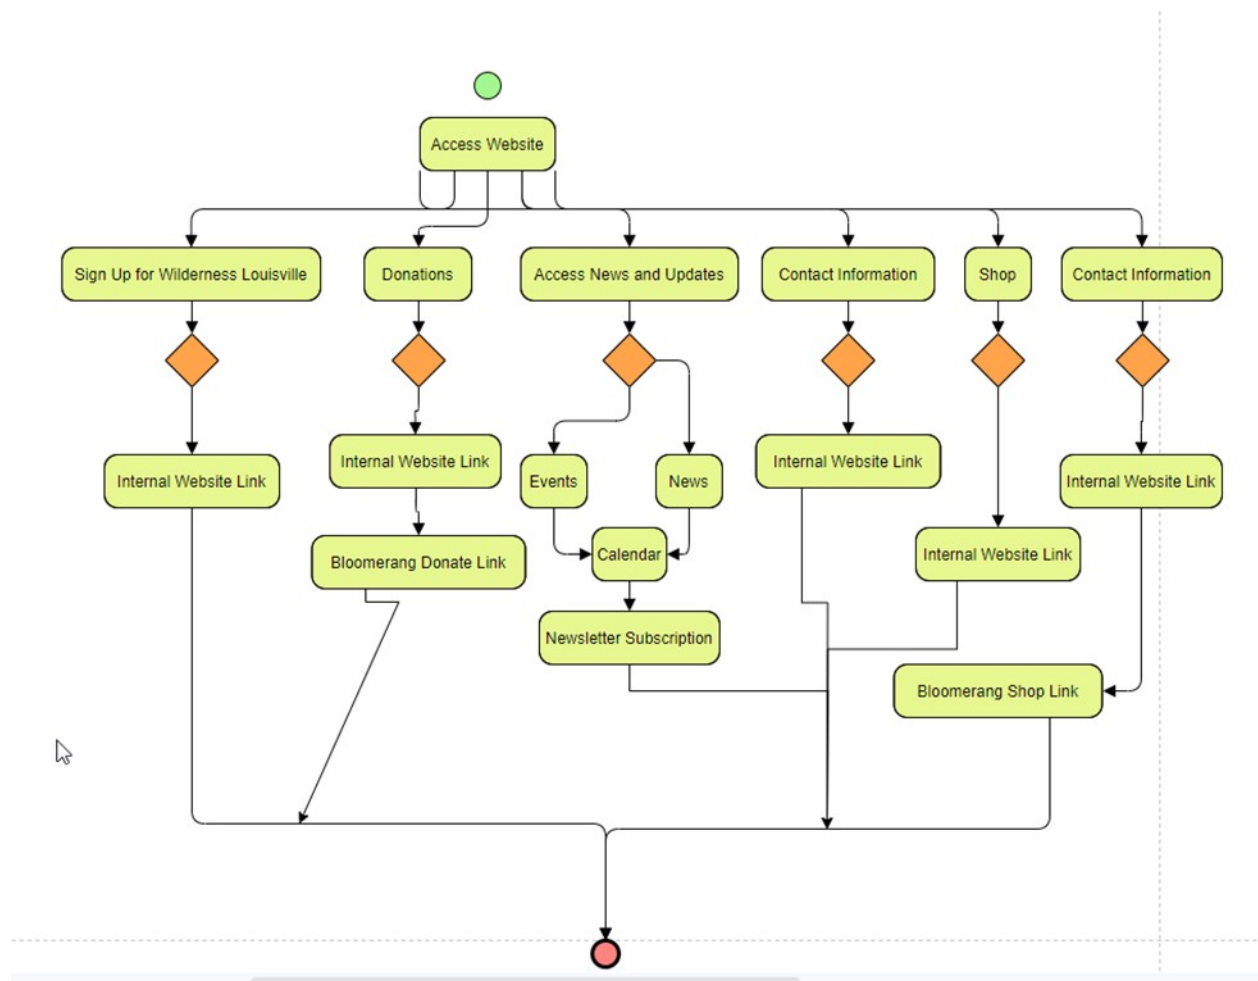 Access Website
Sign Up for Wilderness Louisville
Donations
Access News and Updates
Contact Information
Shop
Contact Information
Internal Website Link
Internal Website Link
Events
News
Internal Website Link
Internal Website Link
Calendar
Internal Website Link
Bloomerang Donate Link
Newsletter Subscription
Bloomerang Shop Link